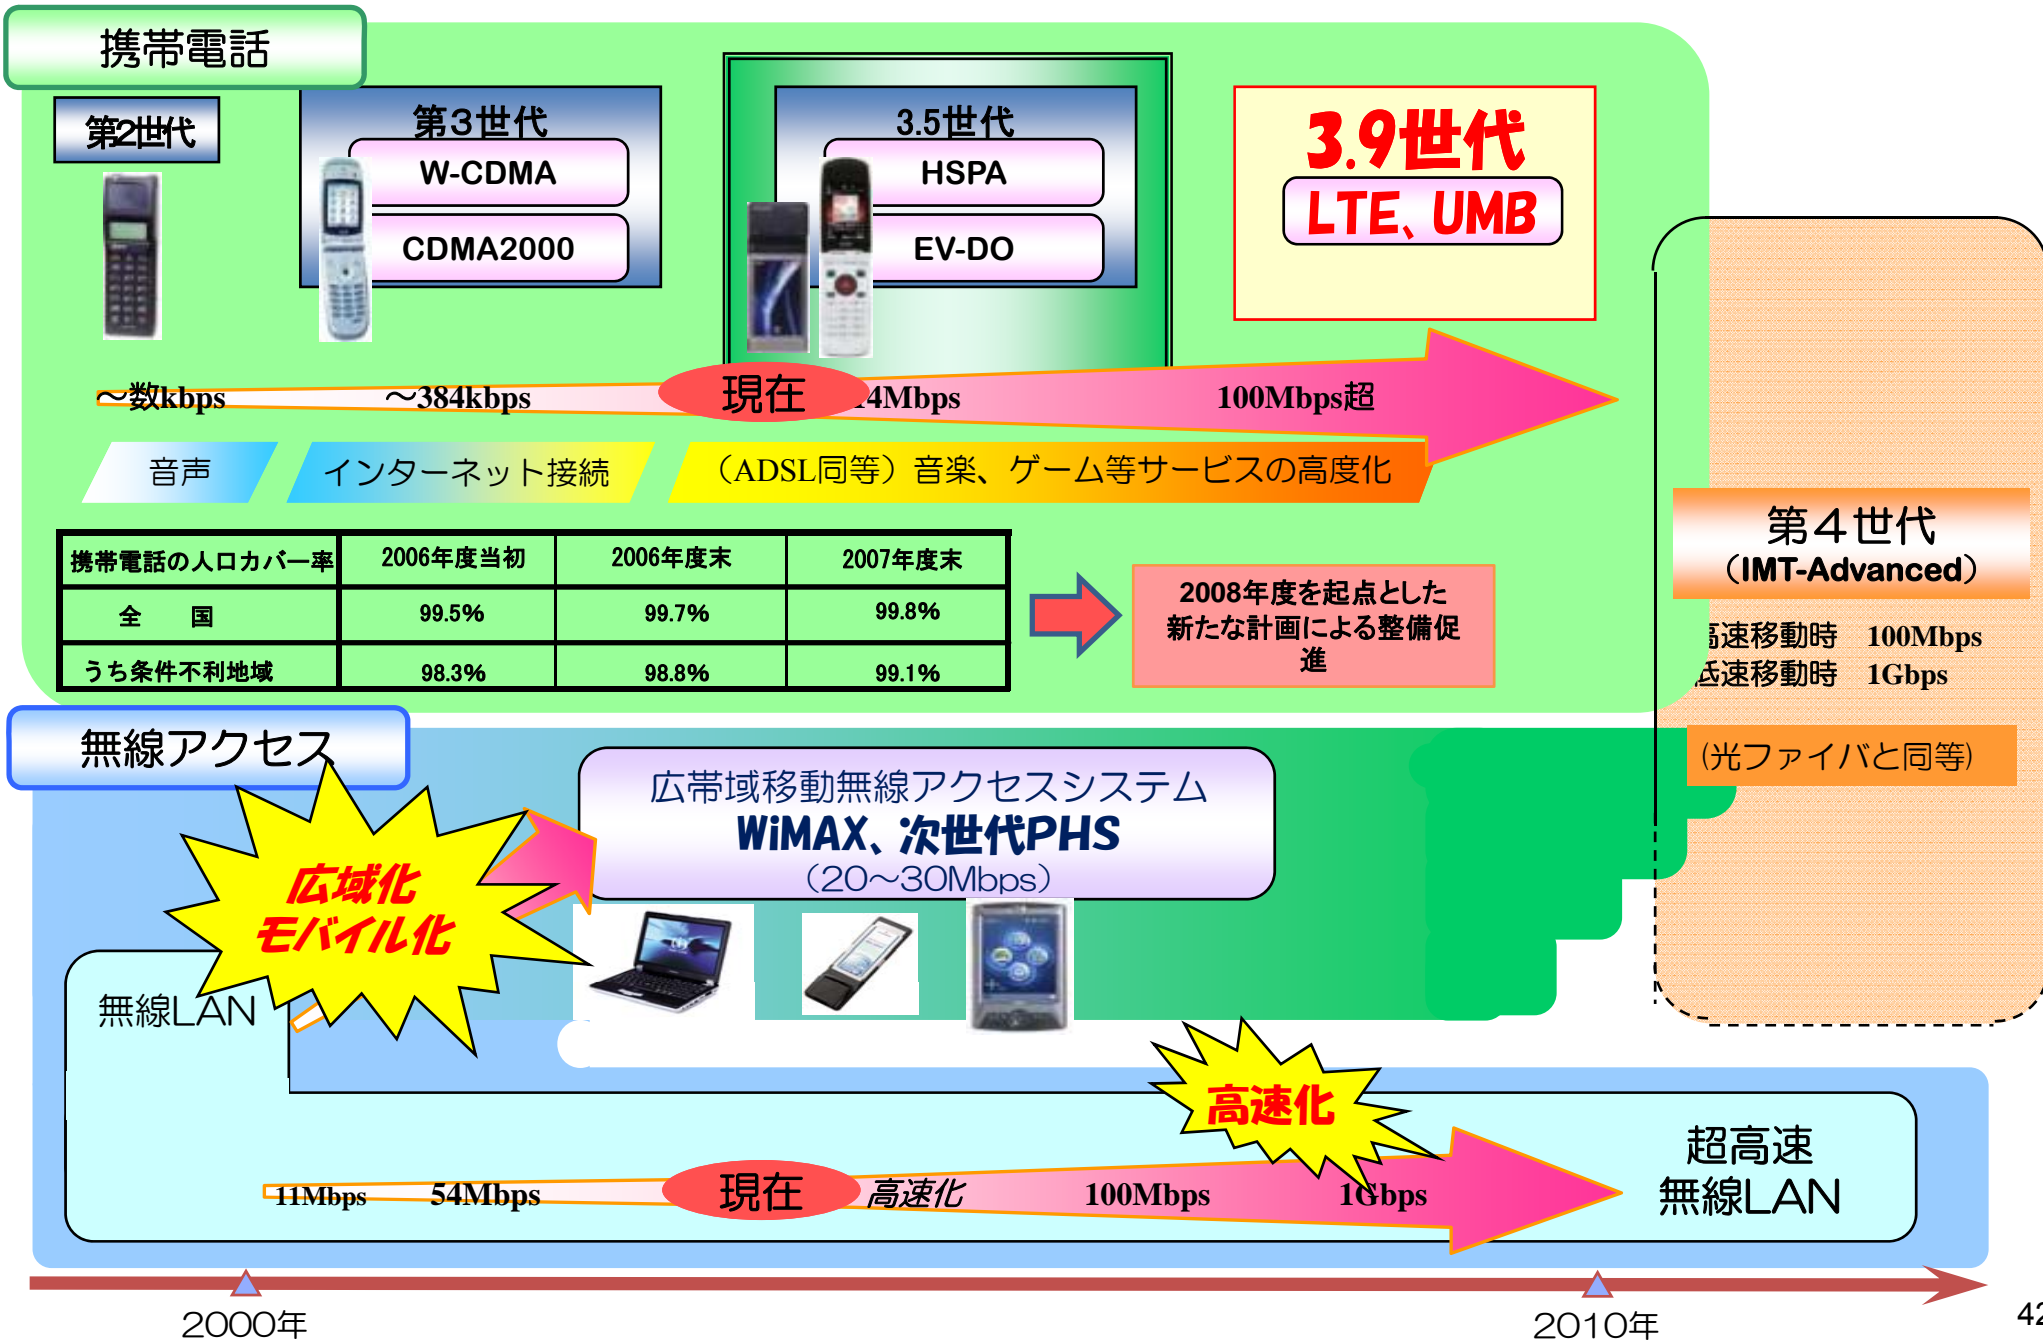 携帯電話
第2世代
第3世代
W-CDMA
CDMA2000
3.5世代
HSPA
EV-DO
3.9世代
LTE、UMB
～数kbps
～384kbps
現在
4Mbps
100Mbps超
音声
インターネット接続
（ADSL同等）音楽、ゲーム等サービスの高度化
携帯電話の人口カバー率 2006年度当初 2006年度末 2007年度末
全　国 99.5% 99.7% 99.8%
うち条件不利地域 98.3% 98.8% 99.1%
2008年度を起点とした
新たな計画による整備促
進
第4世代
（IMT-Advanced）
高速移動時　100Mbps
低速移動時　1Gbps
(光ファイバと同等)
無線アクセス
広帯域移動無線アクセスシステム
WiMAX、次世代PHS
（20～30Mbps）
広域化
モバイル化
無線LAN
高速化
11Mbps
54Mbps
現在
高速化
100Mbps
1Gbps
超高速
無線LAN
2000年
2010年
42